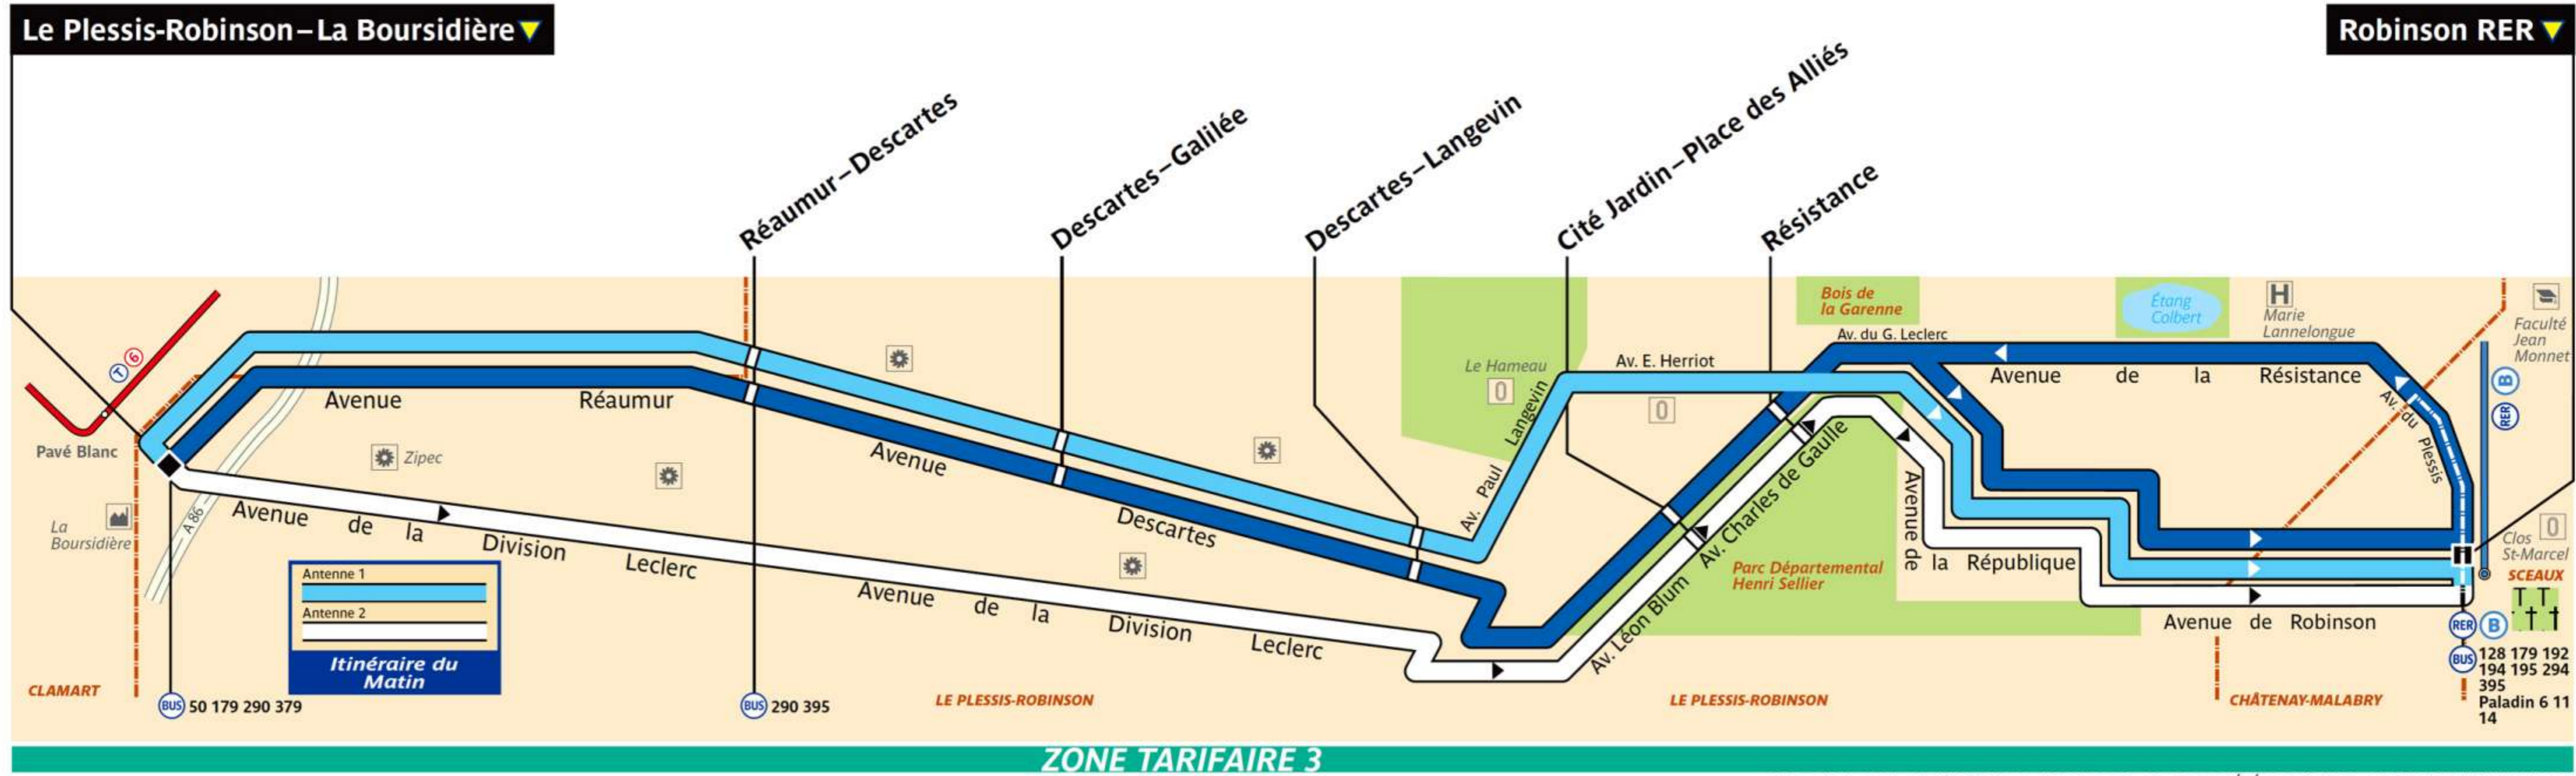 Le Plessis-Robinson–La Boursidière
Robinson RER
Réaumur–Descartes
Descartes–Galilée
Descartes–Langevin
Cité Jardin–Place des Alliés
Résistance
T 6
Pavé Blanc
La
Boursidière
CLAMART
A 86
Avenue Réaumur
Zipec
Avenue de la Division Leclerc
Avenue de la Division Leclerc
Avenue Descartes
Antenne 1
Antenne 2
Itinéraire du
Matin
BUS 50 179 290 379
BUS 290 395
LE PLESSIS-ROBINSON
Le Hameau
Av. Paul Langevin
Av. E. Herriot
Bois de
la Garenne
Av. du G. Leclerc
Étang
Colbert
H
Marie
Lannelongue
Faculté
Jean
Monnet
Avenue de la Résistance
Av. du Plessis
B
RER
Av. Léon Blum
Av. Charles de Gaulle
Parc Départemental
Henri Sellier
Avenue de la République
Avenue de Robinson
Clos
St-Marcel
SCEAUX
LE PLESSIS-ROBINSON
CHÂTENAY-MALABRY
RER B
BUS 128 179 192
194 195 294
395
Paladin 6 11
14
ZONE TARIFAIRE 3